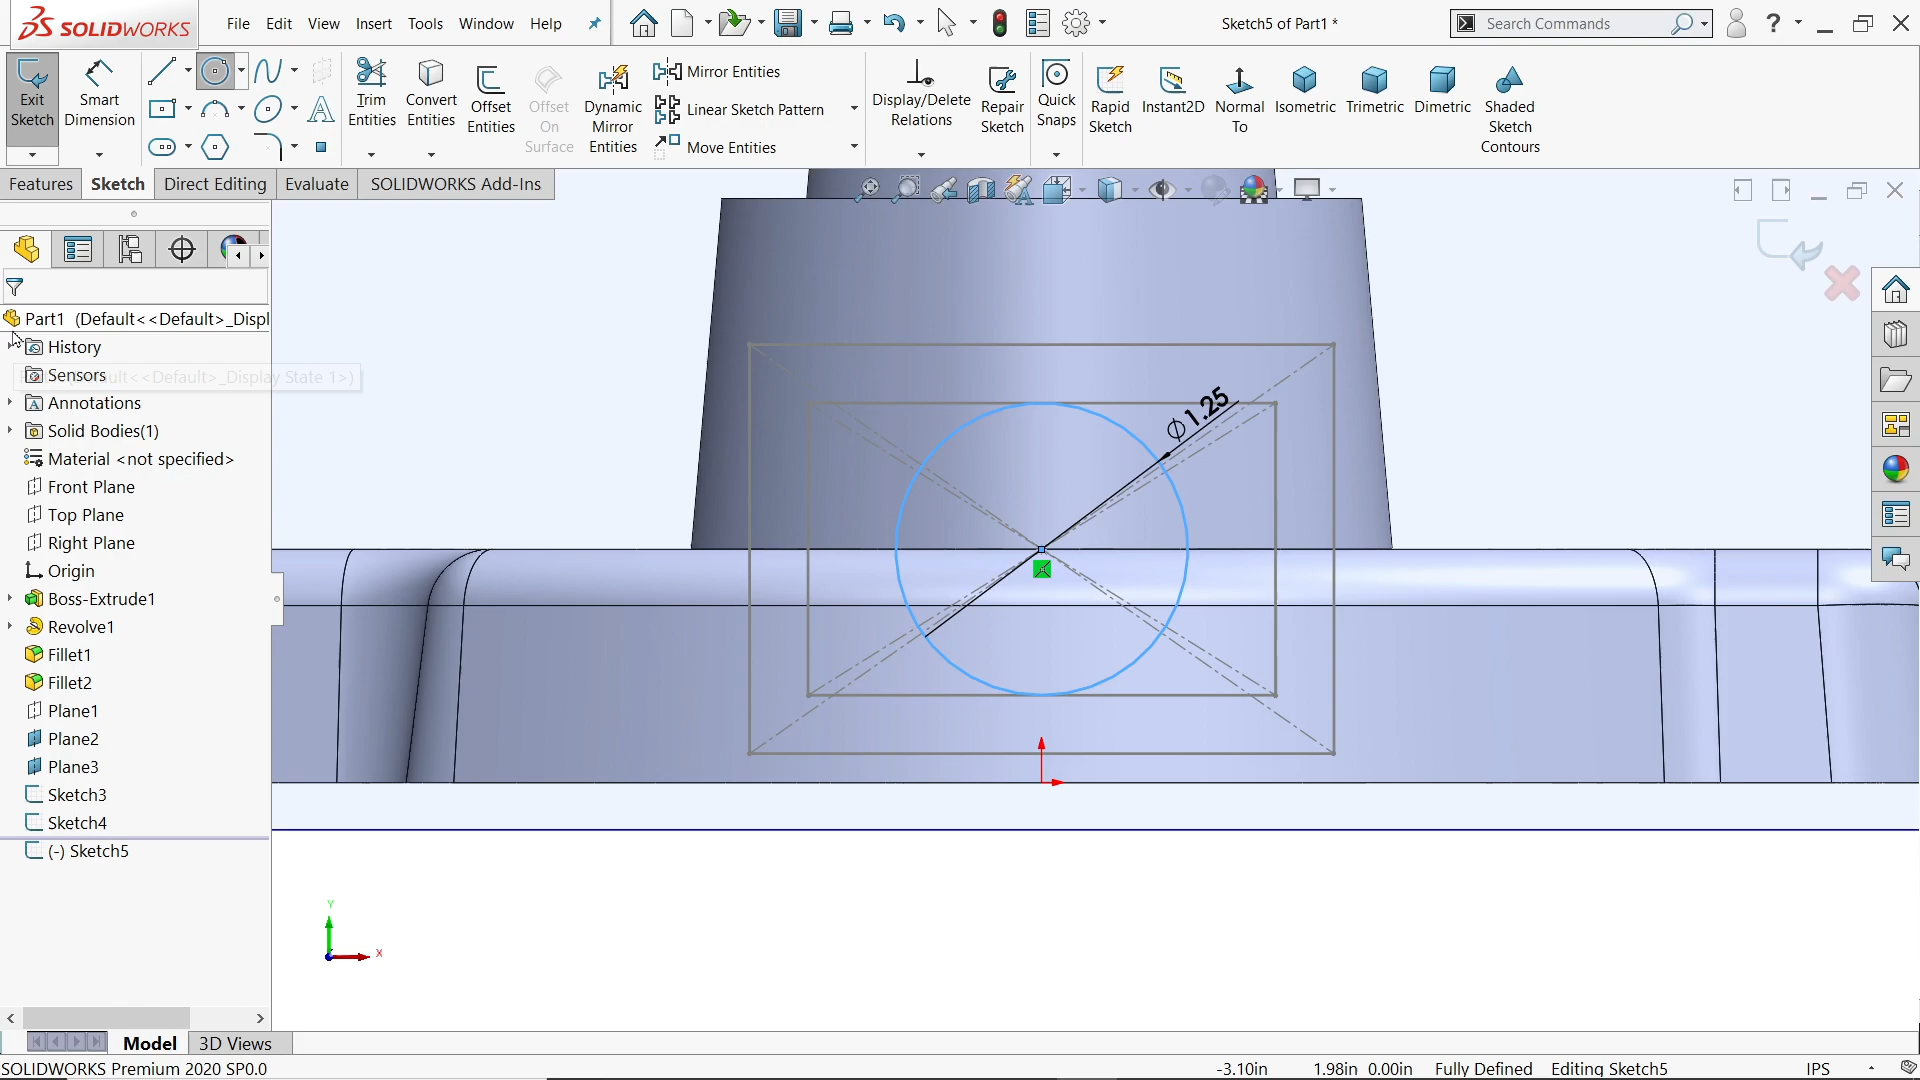 SOLIDWORKS File Edit View Insert Tools Window Help Sketch5 of Part1 * Search Commands ?
Exit Sketch
Smart Dimension
Trim Entities
Convert Entities
Offset Entities
Offset On Surface
Dynamic Mirror Entities
Mirror Entities
Linear Sketch Pattern
Move Entities
Display/Delete Relations
Repair Sketch
Quick Snaps
Rapid Sketch
Instant2D
Normal To
Isometric
Trimetric
Dimetric
Shaded Sketch Contours
Features Sketch Direct Editing Evaluate SOLIDWORKS Add-Ins
Part1 (Default<<Default>_Displ
History
Sensors
Annotations
Solid Bodies(1)
Material <not specified>
Front Plane
Top Plane
Right Plane
Origin
Boss-Extrude1
Revolve1
Fillet1
Fillet2
Plane1
Plane2
Plane3
Sketch3
Sketch4
(-) Sketch5
∅1.25
Y
X
Model 3D Views
SOLIDWORKS Premium 2020 SP0.0 -3.10in 1.98in 0.00in Fully Defined Editing Sketch5 IPS